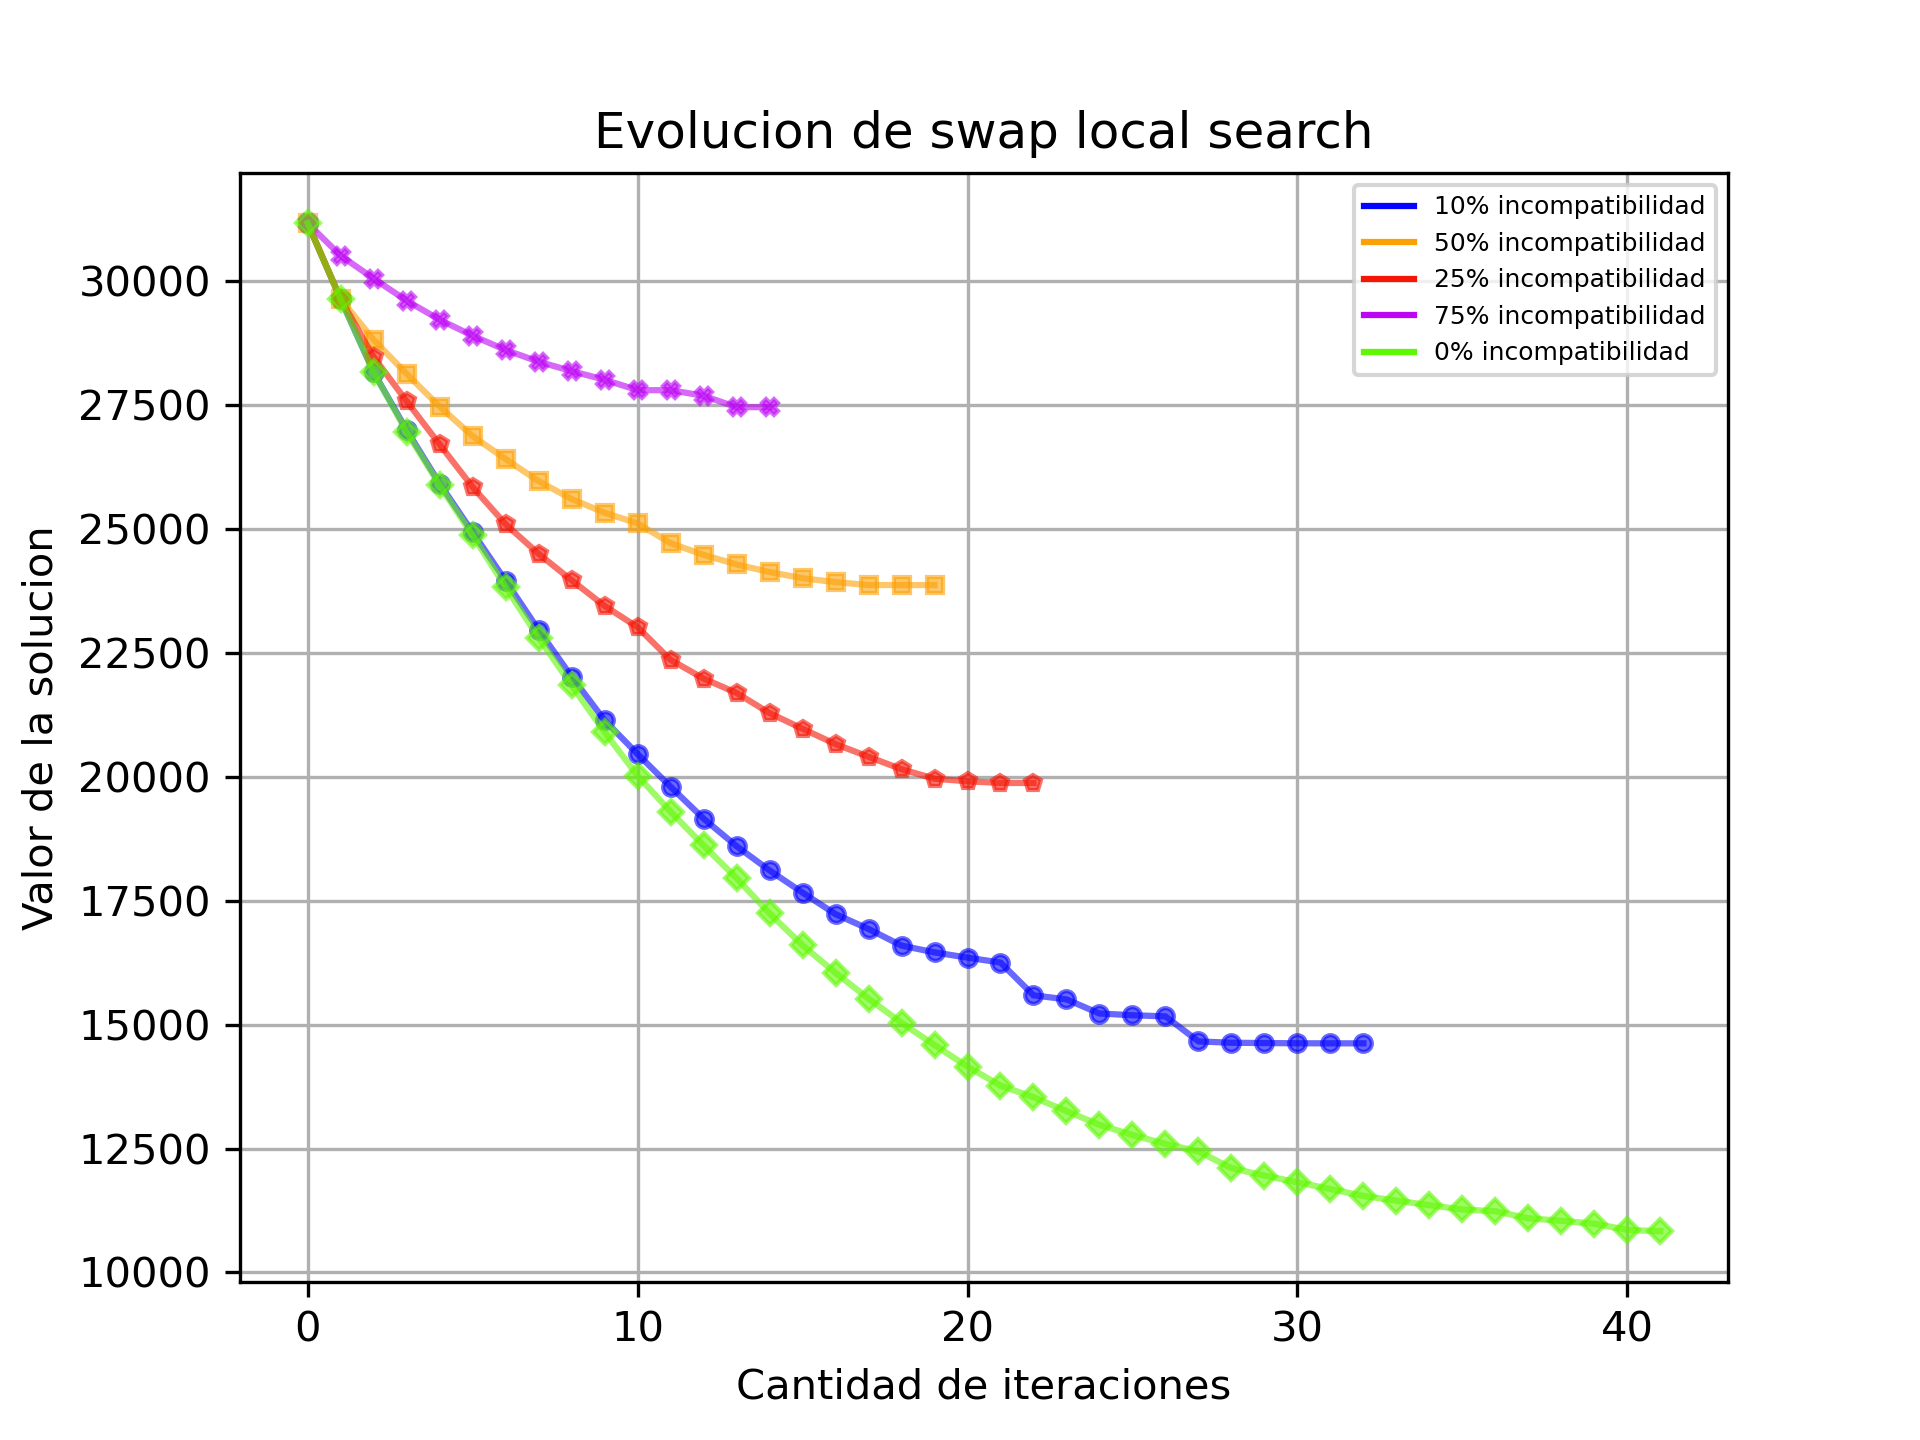 Evolucion de swap local search
10% incompatibilidad
50% incompatibilidad
25% incompatibilidad
75% incompatibilidad
0% incompatibilidad
Valor de la solucion
30000
27500
25000
22500
20000
17500
15000
12500
10000
0 10 20 30 40
Cantidad de iteraciones